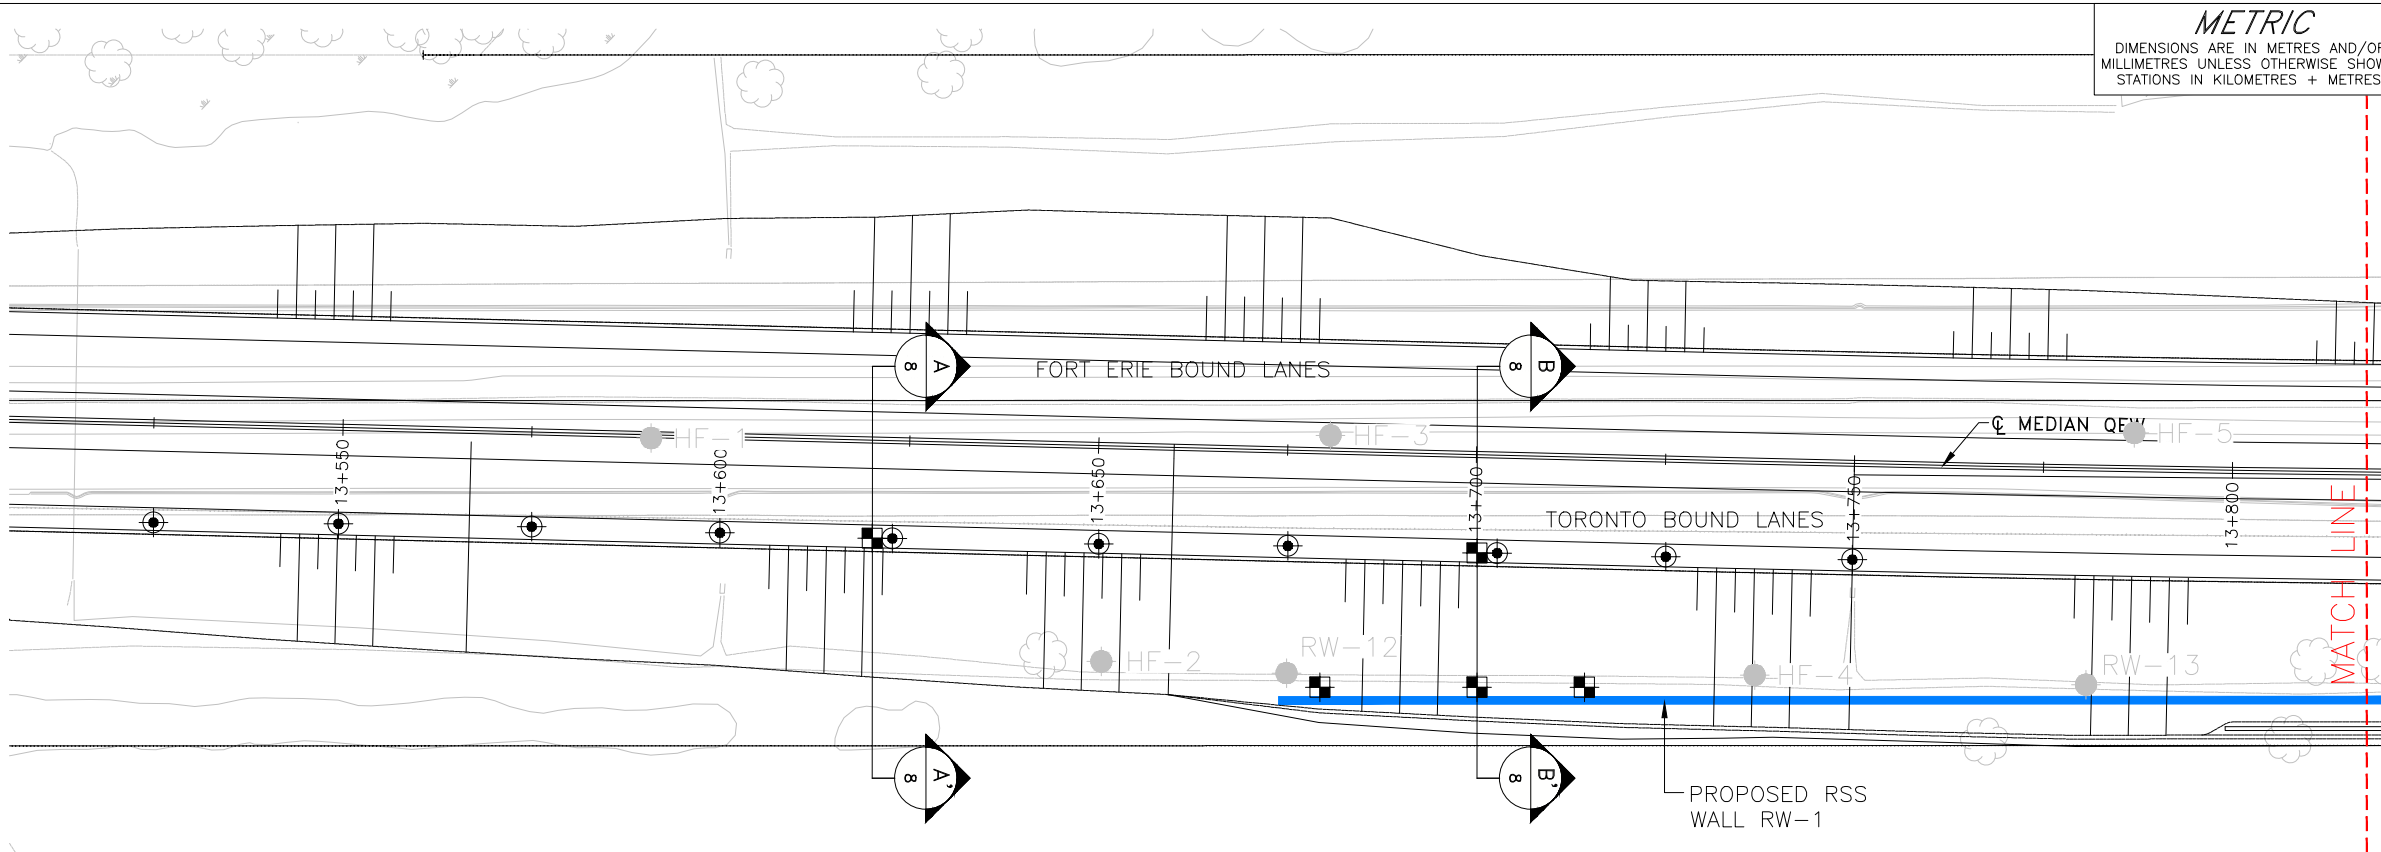 METRIC
DIMENSIONS ARE IN METRES AND/OR
MILLIMETRES UNLESS OTHERWISE SHOW
STATIONS IN KILOMETRES + METRES
A
8
B
8
FORT ERIE BOUND LANES
℄ MEDIAN QEW
HF-1
HF-3
HF-5
13+550
13+600
13+650
13+700
13+750
13+800
TORONTO BOUND LANES
MATCH LINE
HF-2
RW-12
HF-4
RW-13
A'
8
B'
8
PROPOSED RSS
WALL RW-1